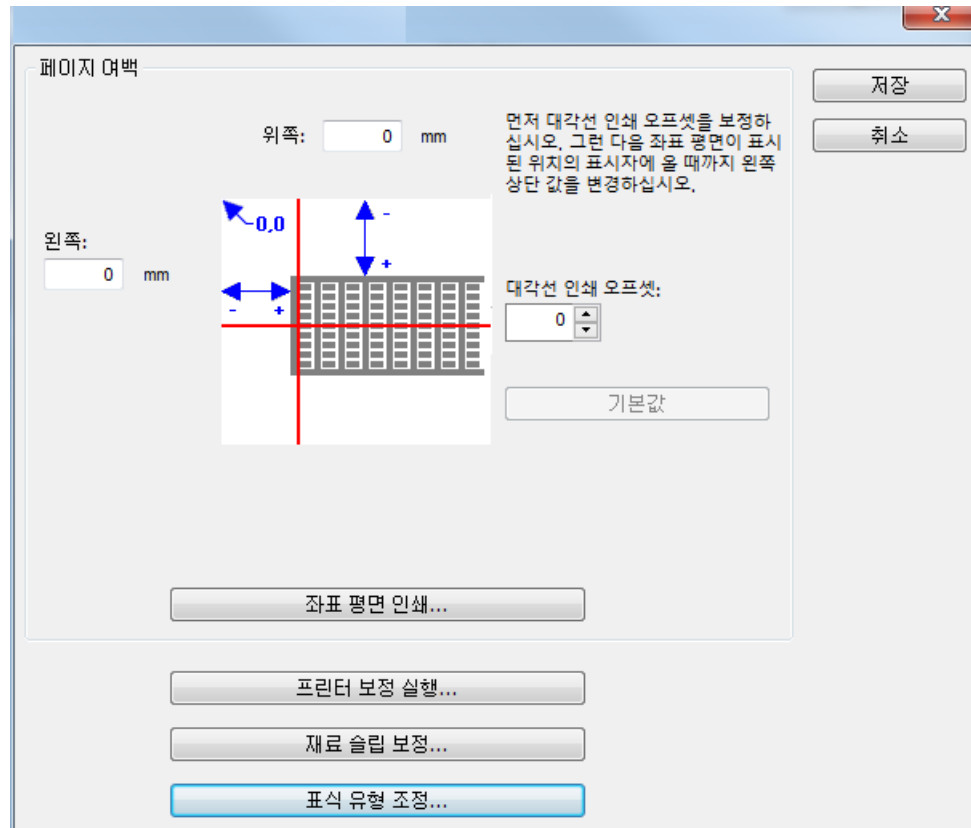 페이지 여백
저장
취소
위쪽:
0 mm
먼저 대각선 인쇄 오프셋을 보정하
십시오. 그런 다음 좌표 평면이 표시
된 위치의 표시자에 올 때까지 왼쪽
상단 값을 변경하십시오.
0,0
-
+
왼쪽:
0 mm
- +
대각선 인쇄 오프셋:
0
기본값
좌표 평면 인쇄...
프린터 보정 실행...
재료 슬립 보정...
표식 유형 조정...